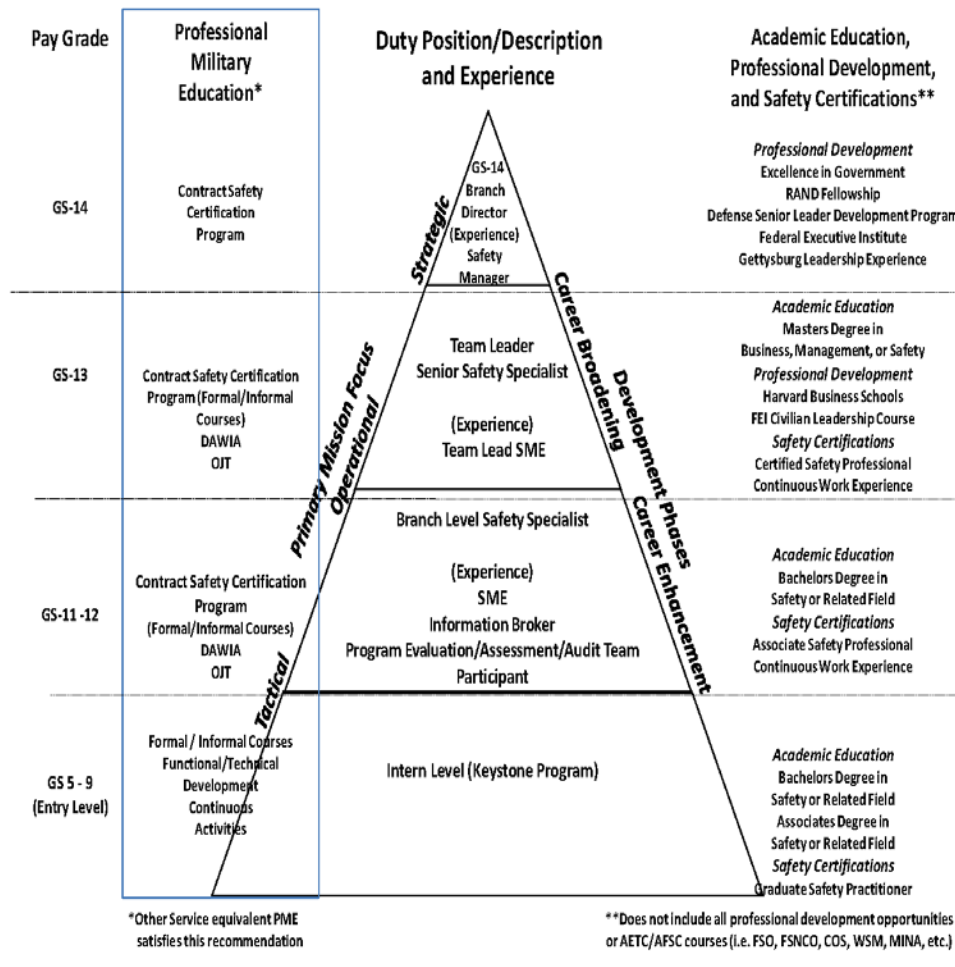 Pay Grade
Professional
Military
Education*
Duty Position/Description
and Experience
Academic Education,
Professional Development,
and Safety Certifications**
GS-14
Contract Safety
Certification
Program
GS-14
Branch
Director
(Experience)
Safety
Manager
Professional Development
Excellence in Government
RAND Fellowship
Defense Senior Leader Development Program
Federal Executive Institute
Gettysburg Leadership Experience
GS-13
Contract Safety Certification
Program (Formal/Informal
Courses)
DAWIA
OJT
Team Leader
Senior Safety Specialist
(Experience)
Team Lead SME
Academic Education
Masters Degree in
Business, Management, or Safety
Professional Development
Harvard Business Schools
FEI Civilian Leadership Course
Safety Certifications
Certified Safety Professional
Continuous Work Experience
GS-11 -12
Contract Safety Certification
Program
(Formal/Informal Courses)
DAWIA
OJT
Branch Level Safety Specialist
(Experience)
SME
Information Broker
Program Evaluation/Assessment/Audit Team
Participant
Academic Education
Bachelors Degree in
Safety or Related Field
Safety Certifications
Associate Safety Professional
Continuous Work Experience
GS 5 - 9
(Entry Level)
Formal / Informal Courses
Functional/Technical
Development
Continuous
Activities
Intern Level (Keystone Program)
Academic Education
Bachelors Degree in
Safety or Related Field
Associates Degree in
Safety or Related Field
Safety Certifications
Graduate Safety Practitioner
Primary Mission Focus
Strategic
Operational
Tactical
Development Phases
Career Broadening
Career Enhancement
*Other Service equivalent PME
satisfies this recommendation
**Does not include all professional development opportunities
or AETC/AFSC courses (i.e. FSO, FSNCO, COS, WSM, MINA, etc.)